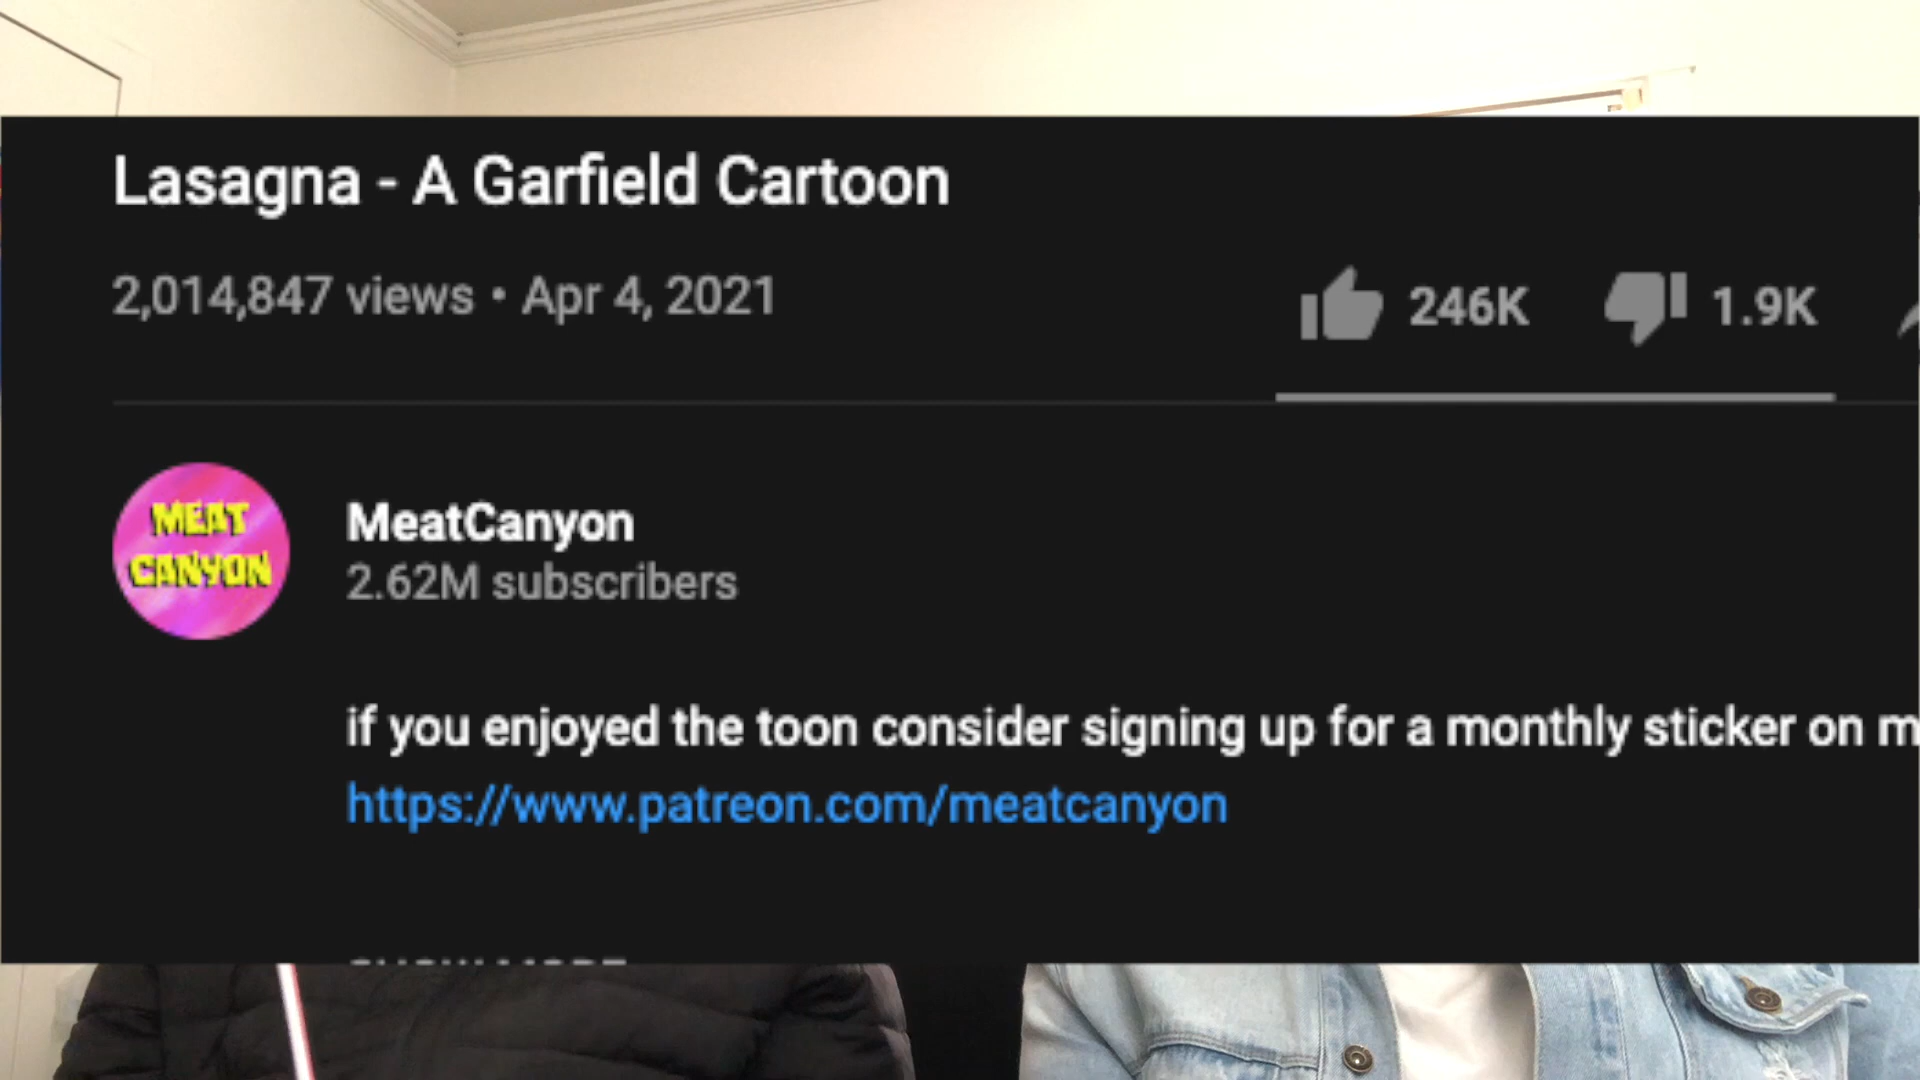 Lasagna - A Garfield Cartoon
2,014,847 views • Apr 4, 2021
246K
1.9K
MEAT
CANYON
MeatCanyon
2.62M subscribers
if you enjoyed the toon consider signing up for a monthly sticker on m
https://www.patreon.com/meatcanyon